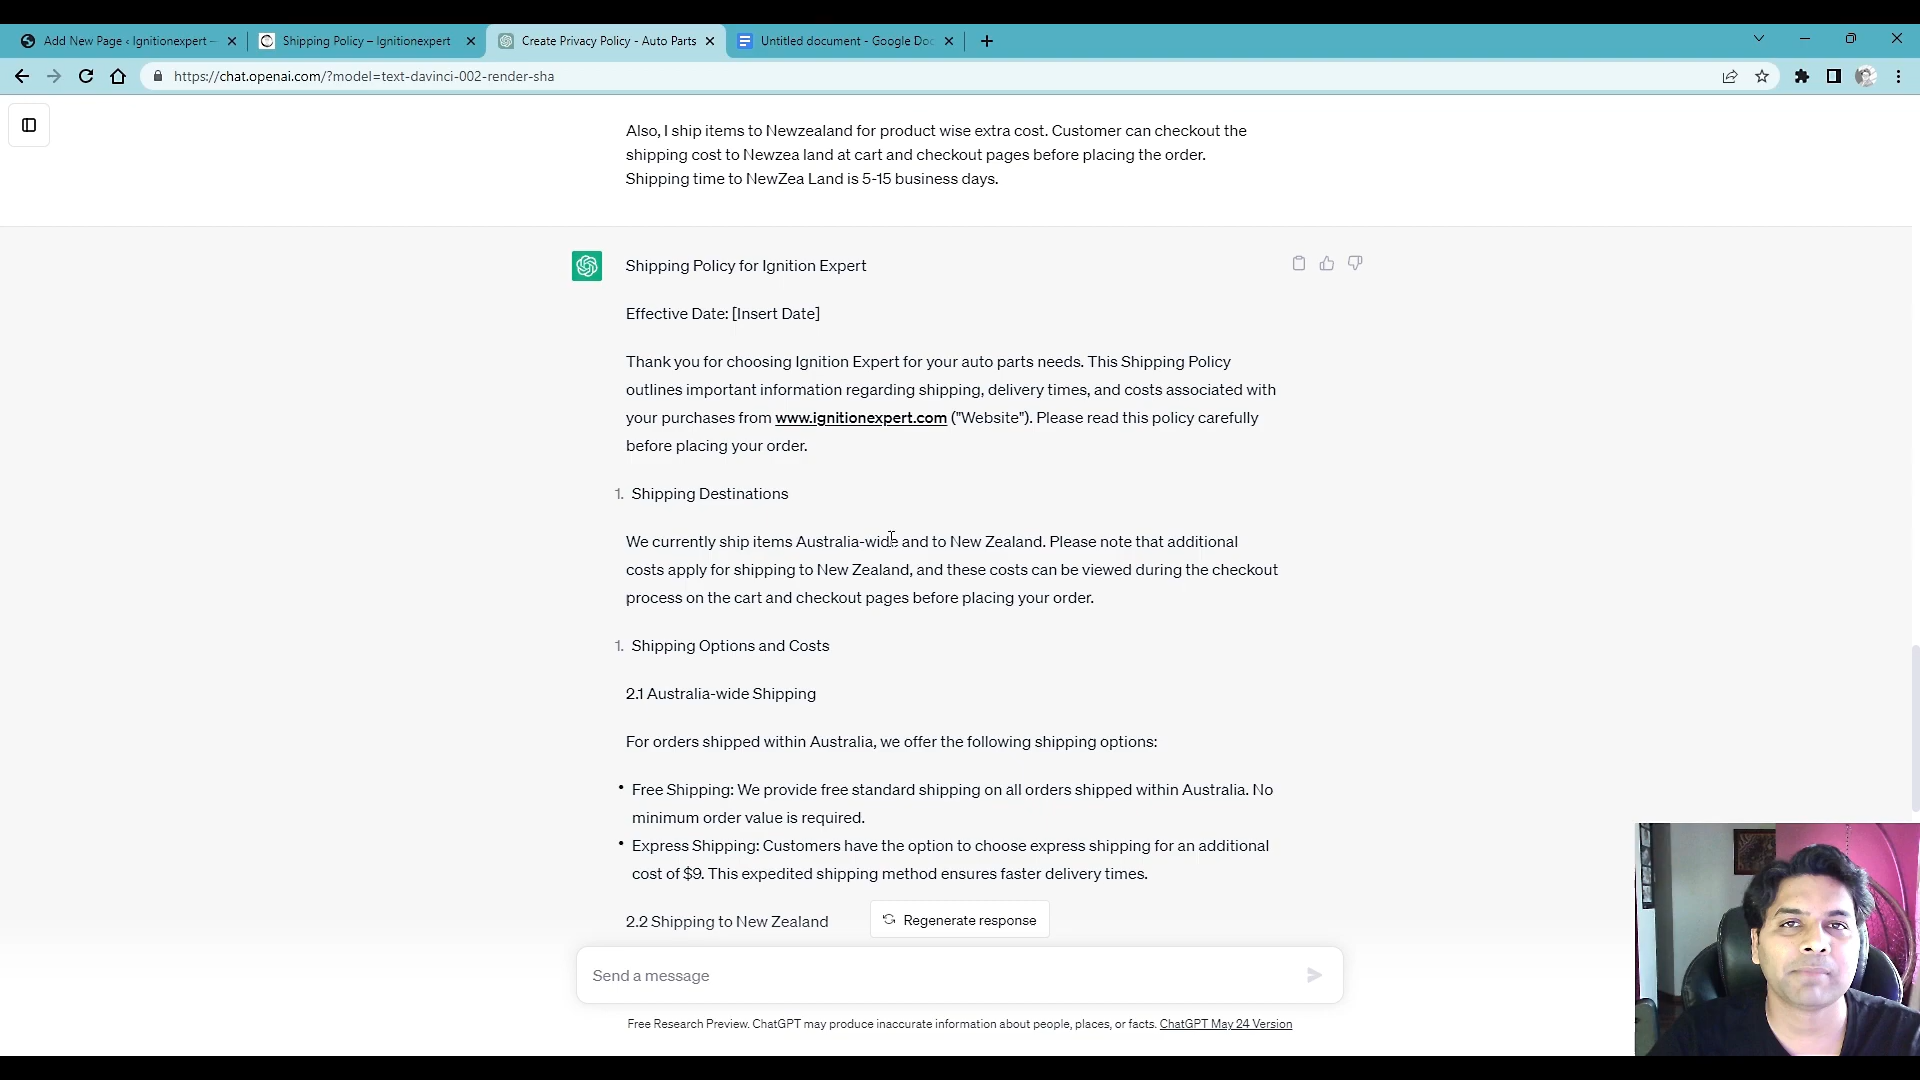 Add New Page ‹ Ignitionexpert —
Shipping Policy – Ignitionexpert
Create Privacy Policy - Auto Parts
Untitled document - Google Doc
https://chat.openai.com/?model=text-davinci-002-render-sha
Also, I ship items to Newzealand for product wise extra cost. Customer can checkout the
shipping cost to Newzea land at cart and checkout pages before placing the order.
Shipping time to NewZea Land is 5-15 business days.
Shipping Policy for Ignition Expert
Effective Date: [Insert Date]
Thank you for choosing Ignition Expert for your auto parts needs. This Shipping Policy
outlines important information regarding shipping, delivery times, and costs associated with
your purchases from www.ignitionexpert.com ("Website"). Please read this policy carefully
before placing your order.
1. Shipping Destinations
We currently ship items Australia-wide and to New Zealand. Please note that additional
costs apply for shipping to New Zealand, and these costs can be viewed during the checkout
process on the cart and checkout pages before placing your order.
1. Shipping Options and Costs
2.1 Australia-wide Shipping
For orders shipped within Australia, we offer the following shipping options:
• Free Shipping: We provide free standard shipping on all orders shipped within Australia. No
minimum order value is required.
• Express Shipping: Customers have the option to choose express shipping for an additional
cost of $9. This expedited shipping method ensures faster delivery times.
2.2 Shipping to New Zealand
Regenerate response
Send a message
Free Research Preview. ChatGPT may produce inaccurate information about people, places, or facts. ChatGPT May 24 Version